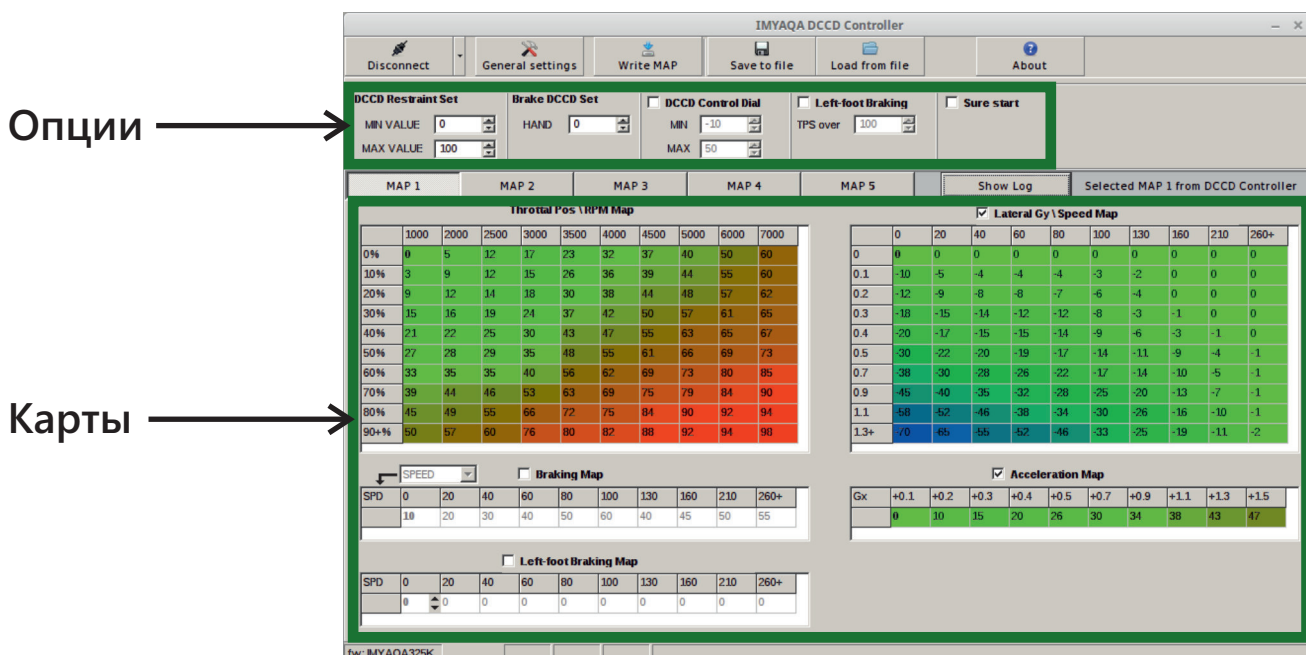 IMYAQA DCCD Controller
Disconnect General settings Write MAP Save to file Load from file About
Опции
DCCD Restraint Set Brake DCCD Set DCCD Control Dial Left-foot Braking Sure start
MIN VALUE 0 HAND 0 MIN -10 TPS over 100
MAX VALUE 100 MAX 50
MAP 1 MAP 2 MAP 3 MAP 4 MAP 5 Show Log Selected MAP 1 from DCCD Controller
Карты
Throttal Pos \ RPM Map
1000 2000 2500 3000 3500 4000 4500 5000 6000 7000
0% 0 5 12 17 23 32 37 40 50 60
10% 3 9 12 15 26 36 39 44 55 60
20% 9 12 14 18 30 38 44 48 57 62
30% 15 16 19 24 37 42 50 57 61 65
40% 21 22 25 30 43 47 55 63 65 67
50% 27 28 29 35 48 55 61 66 69 73
60% 33 35 35 40 56 62 69 73 80 85
70% 39 44 46 53 63 69 75 79 84 90
80% 45 49 55 66 72 75 84 90 92 94
90+% 50 57 60 76 80 82 88 92 94 98
Lateral Gy \ Speed Map
0 20 40 60 80 100 130 160 210 260+
0 0 0 0 0 0 0 0 0 0 0
0.1 -10 -5 -4 -4 -4 -3 -2 0 0 0
0.2 -12 -9 -8 -8 -7 -6 -4 0 0 0
0.3 -18 -15 -14 -12 -12 -8 -3 -1 0 0
0.4 -20 -17 -15 -15 -14 -9 -6 -3 -1 0
0.5 -30 -22 -20 -19 -17 -14 -11 -9 -4 -1
0.7 -38 -30 -28 -26 -22 -17 -14 -10 -5 -1
0.9 -45 -40 -35 -32 -28 -25 -20 -13 -7 -1
1.1 -58 -52 -46 -38 -34 -30 -26 -16 -10 -1
1.3+ -70 -65 -55 -52 -46 -33 -25 -19 -11 -2
SPEED Braking Map
SPD 0 20 40 60 80 100 130 160 210 260+
10 20 30 40 50 60 40 45 50 55
Acceleration Map
Gx +0.1 +0.2 +0.3 +0.4 +0.5 +0.7 +0.9 +1.1 +1.3 +1.5
0 10 15 20 26 30 34 38 43 47
Left-foot Braking Map
SPD 0 20 40 60 80 100 130 160 210 260+
0 0 0 0 0 0 0 0 0 0
fw: IMYAQA325K